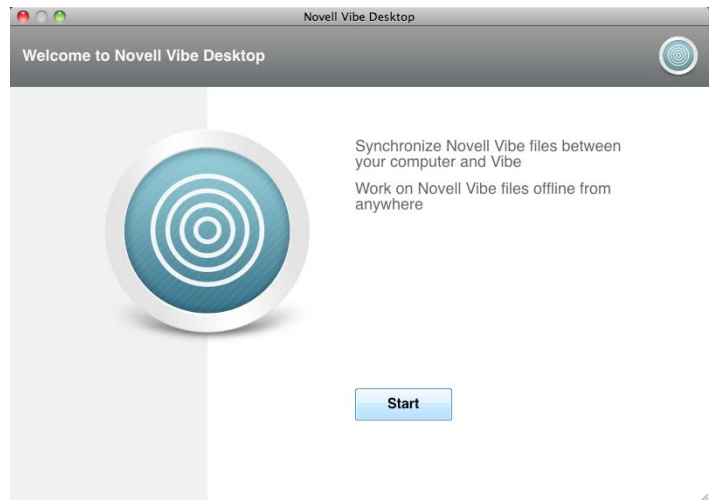 Novell Vibe Desktop
Welcome to Novell Vibe Desktop
Synchronize Novell Vibe files between
your computer and Vibe
Work on Novell Vibe files offline from
anywhere
Start